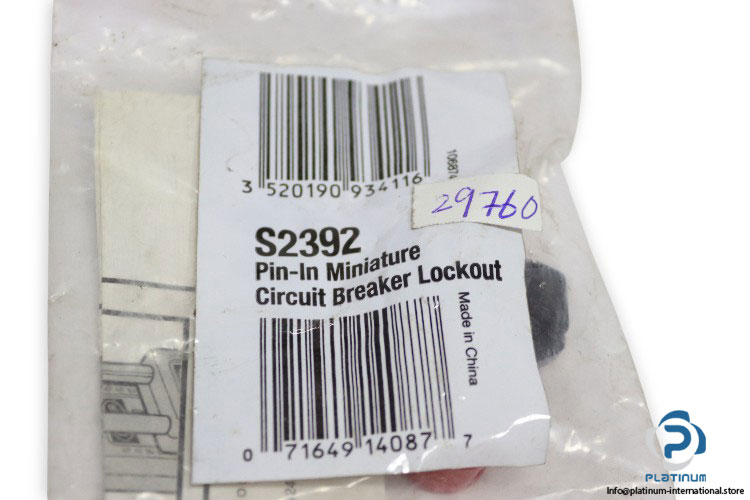 3 520190 934116
29760
S2392
Pin-In Miniature
Circuit Breaker Lockout
Made in China
0 71649 14087 7
PLATINUM
Info@platinum-international.store